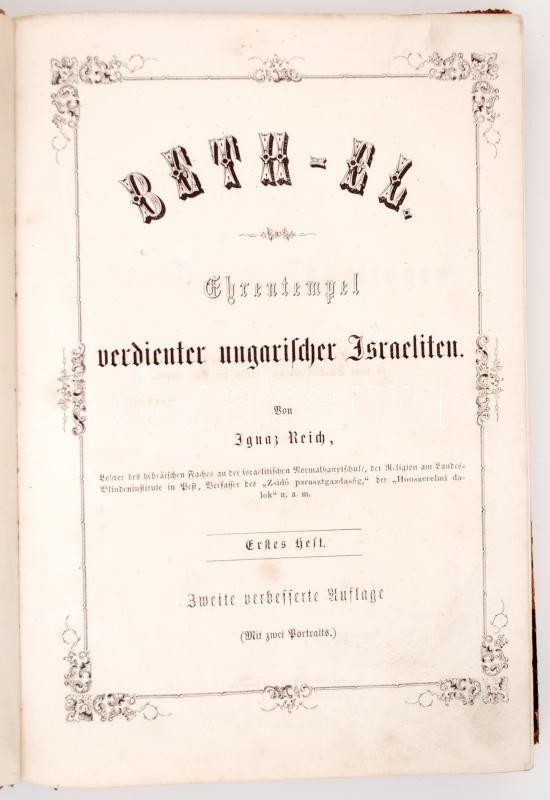 BETH-EL.
Ehrentempel
verdienter ungarischer Israeliten.
Von
Ignaz Reich,
Lehrer des hebräischen Faches an der israelitischen Normalhauptschule, der Religion am Landes-
Blindeninstitute in Pest, Verfasser des „Zsidó parasztgazdaság,“ der „Honszerelmi da-
lok“ u. a. m.
Erstes Heft.
Zweite verbesserte Auflage
(Mit zwei Portraits.)